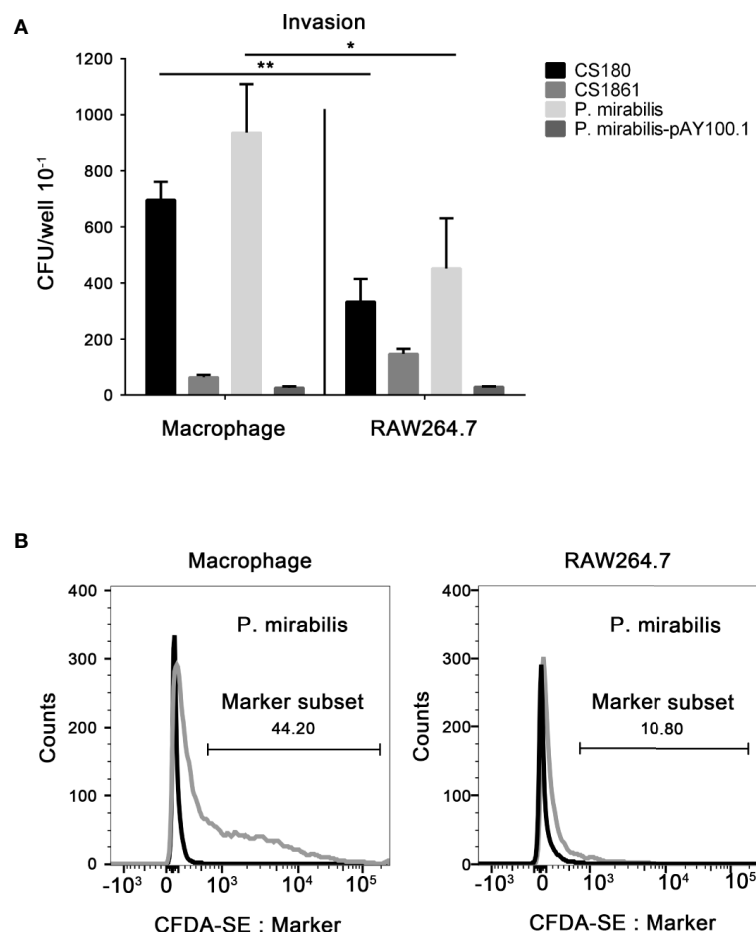 A
Invasion
CS180
CS1861
P. mirabilis
P. mirabilis-pAY100.1
*
**
CFU/well 10⁻¹
1200
1000
800
600
400
200
0
Macrophage
RAW264.7
B
Macrophage
P. mirabilis
Marker subset
44.20
Counts
400
300
200
100
0
-10³ 0 10³ 10⁴ 10⁵
CFDA-SE : Marker
RAW264.7
P. mirabilis
Marker subset
10.80
Counts
400
300
200
100
0
-10³ 0 10³ 10⁴ 10⁵
CFDA-SE : Marker